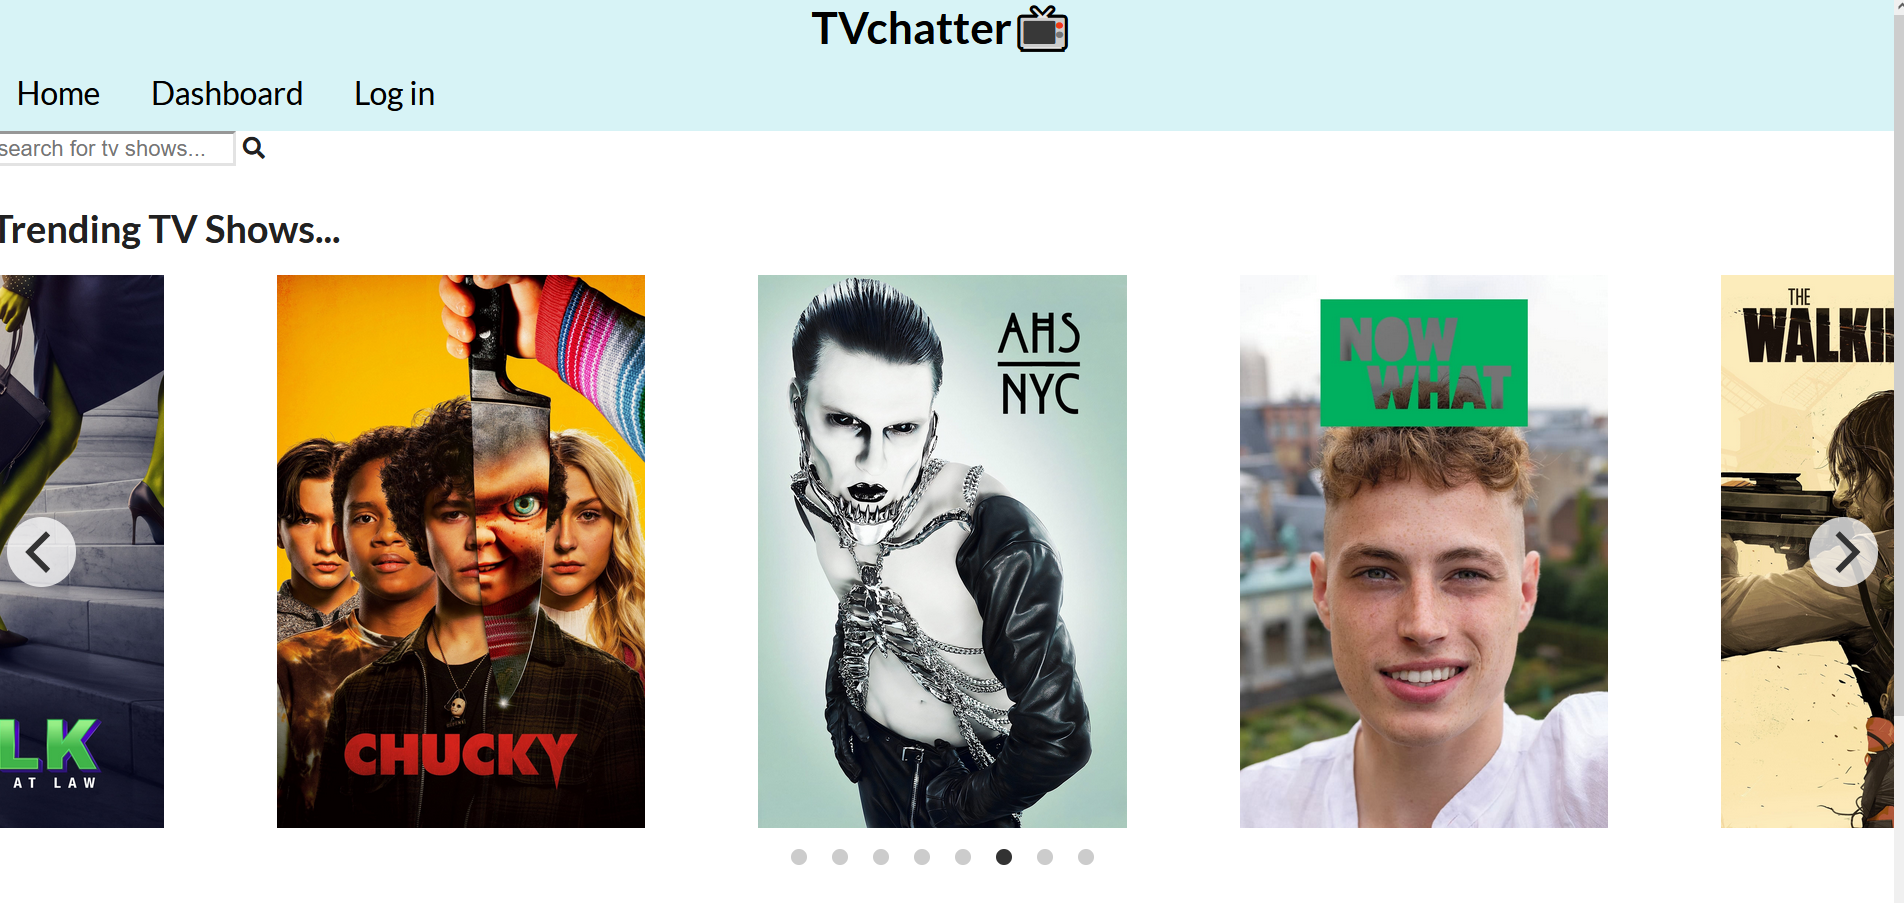 TVchatter
Home Dashboard Log in
search for tv shows...
Trending TV Shows...
LK
AT LAW
CHUCKY
AHS
NYC
NOW
WHAT
THE
WALKI